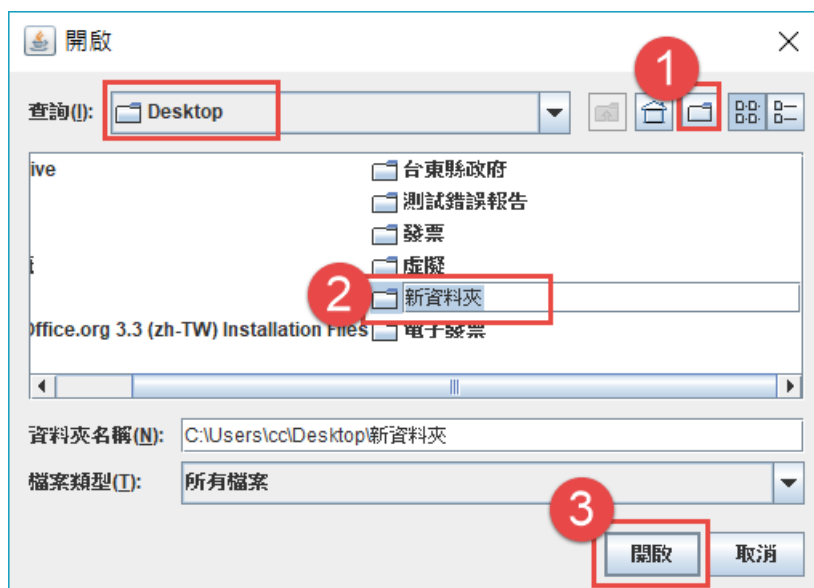 開啟
1
查詢(I): Desktop
ive
台東縣政府
測試錯誤報告
發票
虛擬
2
新資料夾
Office.org 3.3 (zh-TW) Installation Files
電子發票
資料夾名稱(N): C:\Users\cc\Desktop\新資料夾
檔案類型(T): 所有檔案
3
開啟 取消